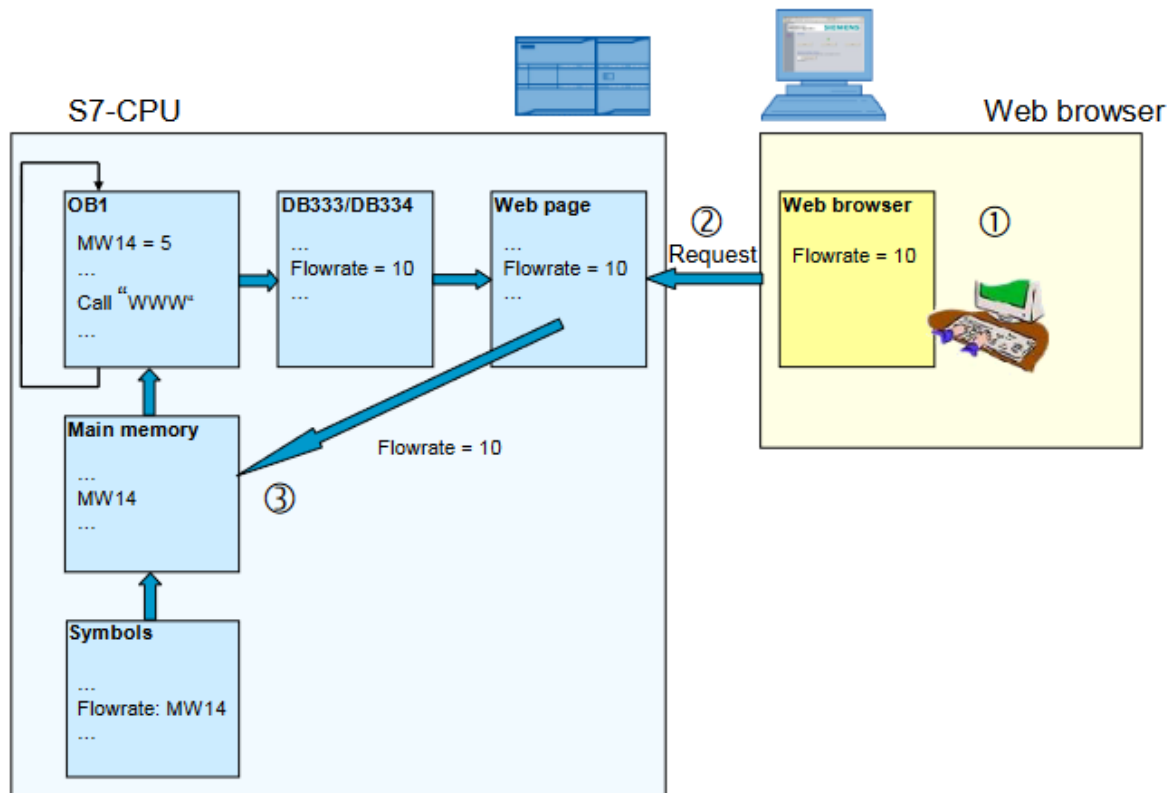 SIEMENS
S7-CPU
Web browser
OB1
MW14 = 5
...
Call “WWW“
...
DB333/DB334
...
Flowrate = 10
...
Web page
...
Flowrate = 10
...
②
Request
Web browser
Flowrate = 10
①
Main memory
...
MW14
...
Flowrate = 10
③
Symbols
...
Flowrate: MW14
...